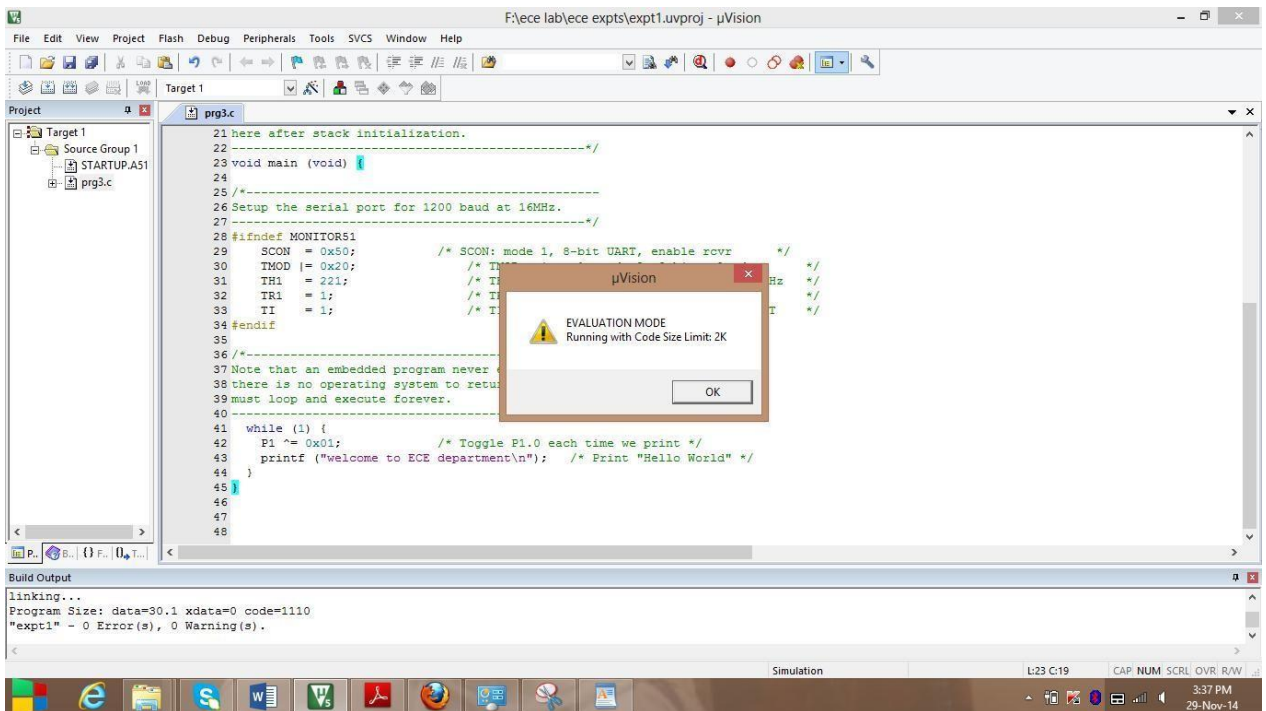 F:\ece lab\ece expts\expt1.uvproj - µVision
File Edit View Project Flash Debug Peripherals Tools SVCS Window Help
Target 1
Project
prg3.c
Target 1
Source Group 1
STARTUP.A51
prg3.c
21 here after stack initialization.
22 ------------------------------------------------*/
23 void main (void) {
24
25 /*------------------------------------------------
26 Setup the serial port for 1200 baud at 16MHz.
27 ------------------------------------------------*/
28 #ifndef MONITOR51
29 SCON = 0x50; /* SCON: mode 1, 8-bit UART, enable rcvr */
30 TMOD |= 0x20; /* */
31 TH1 = 221; /* Hz */
32 TR1 = 1; /* */
33 TI = 1; /* T */
34 #endif
35
36 /*------------------------------------
37 Note that an embedded program never
38 there is no operating system to
39 must loop and execute forever.
40 ------------------------------------
41 while (1) {
42 P1 ^= 0x01; /* Toggle P1.0 each time we print */
43 printf ("welcome to ECE department\n"); /* Print "Hello World" */
44 }
45 }
46
47
48
µVision
EVALUATION MODE
Running with Code Size Limit: 2K
OK
P... B... {} F... 0 T...
Build Output
linking...
Program Size: data=30.1 xdata=0 code=1110
"expt1" - 0 Error(s), 0 Warning(s).
Simulation L:23 C:19 CAP NUM SCRL OVR R/W
3:37 PM
29-Nov-14